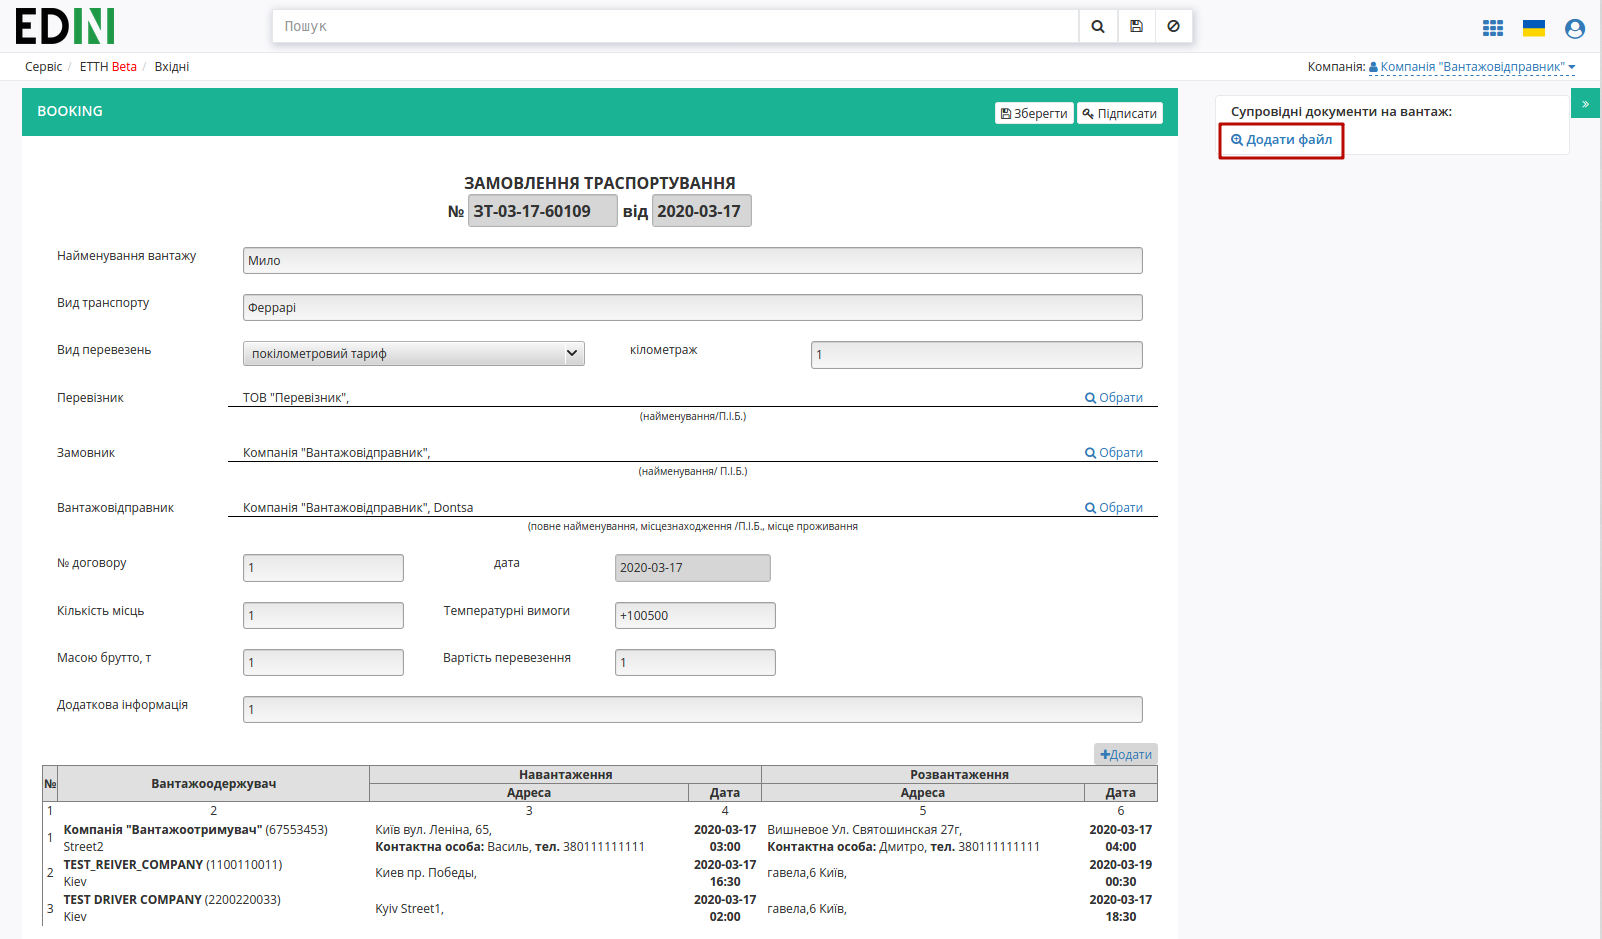 EDIN
Пошук
Сервіс / ЕТТН Beta / Вхідні
Компанія: Компанія "Вантажовідправник"
BOOKING
Зберегти
Підписати
Супровідні документи на вантаж:
Додати файл
»
ЗАМОВЛЕННЯ ТРАСПОРТУВАННЯ
№ ЗТ-03-17-60109 від 2020-03-17
Найменування вантажу Мило
Вид транспорту Феррарі
Вид перевезень покілометровий тариф кілометраж 1
Перевізник ТОВ "Перевізник", Обрати
(найменування/П.І.Б.)
Замовник Компанія "Вантажовідправник", Обрати
(найменування/ П.І.Б.)
Вантажовідправник Компанія "Вантажовідправник", Dontsa Обрати
(повне найменування, місцезнаходження /П.І.Б., місце проживання
№ договору 1 дата 2020-03-17
Кількість місць 1 Температурні вимоги +100500
Масою брутто, т 1 Вартість перевезення 1
Додаткова інформація 1
+Додати
№ Вантажоодержувач Навантаження Розвантаження
Адреса Дата Адреса Дата
1 2 3 4 5 6
1 Компанія "Вантажоотримувач" (67553453) Київ вул. Леніна, 65, 2020-03-17 Вишневое Ул. Святошинская 27г, 2020-03-17
Street2 Контактна особа: Василь, тел. 380111111111 03:00 Контактна особа: Дмитро, тел. 380111111111 04:00
2 TEST_REIVER_COMPANY (1100110011) Киев пр. Победы, 2020-03-17 гавела,6 Київ, 2020-03-19
Kiev 16:30 00:30
3 TEST DRIVER COMPANY (2200220033) Kyiv Street1, 2020-03-17 гавела,6 Київ, 2020-03-17
Kiev 02:00 18:30